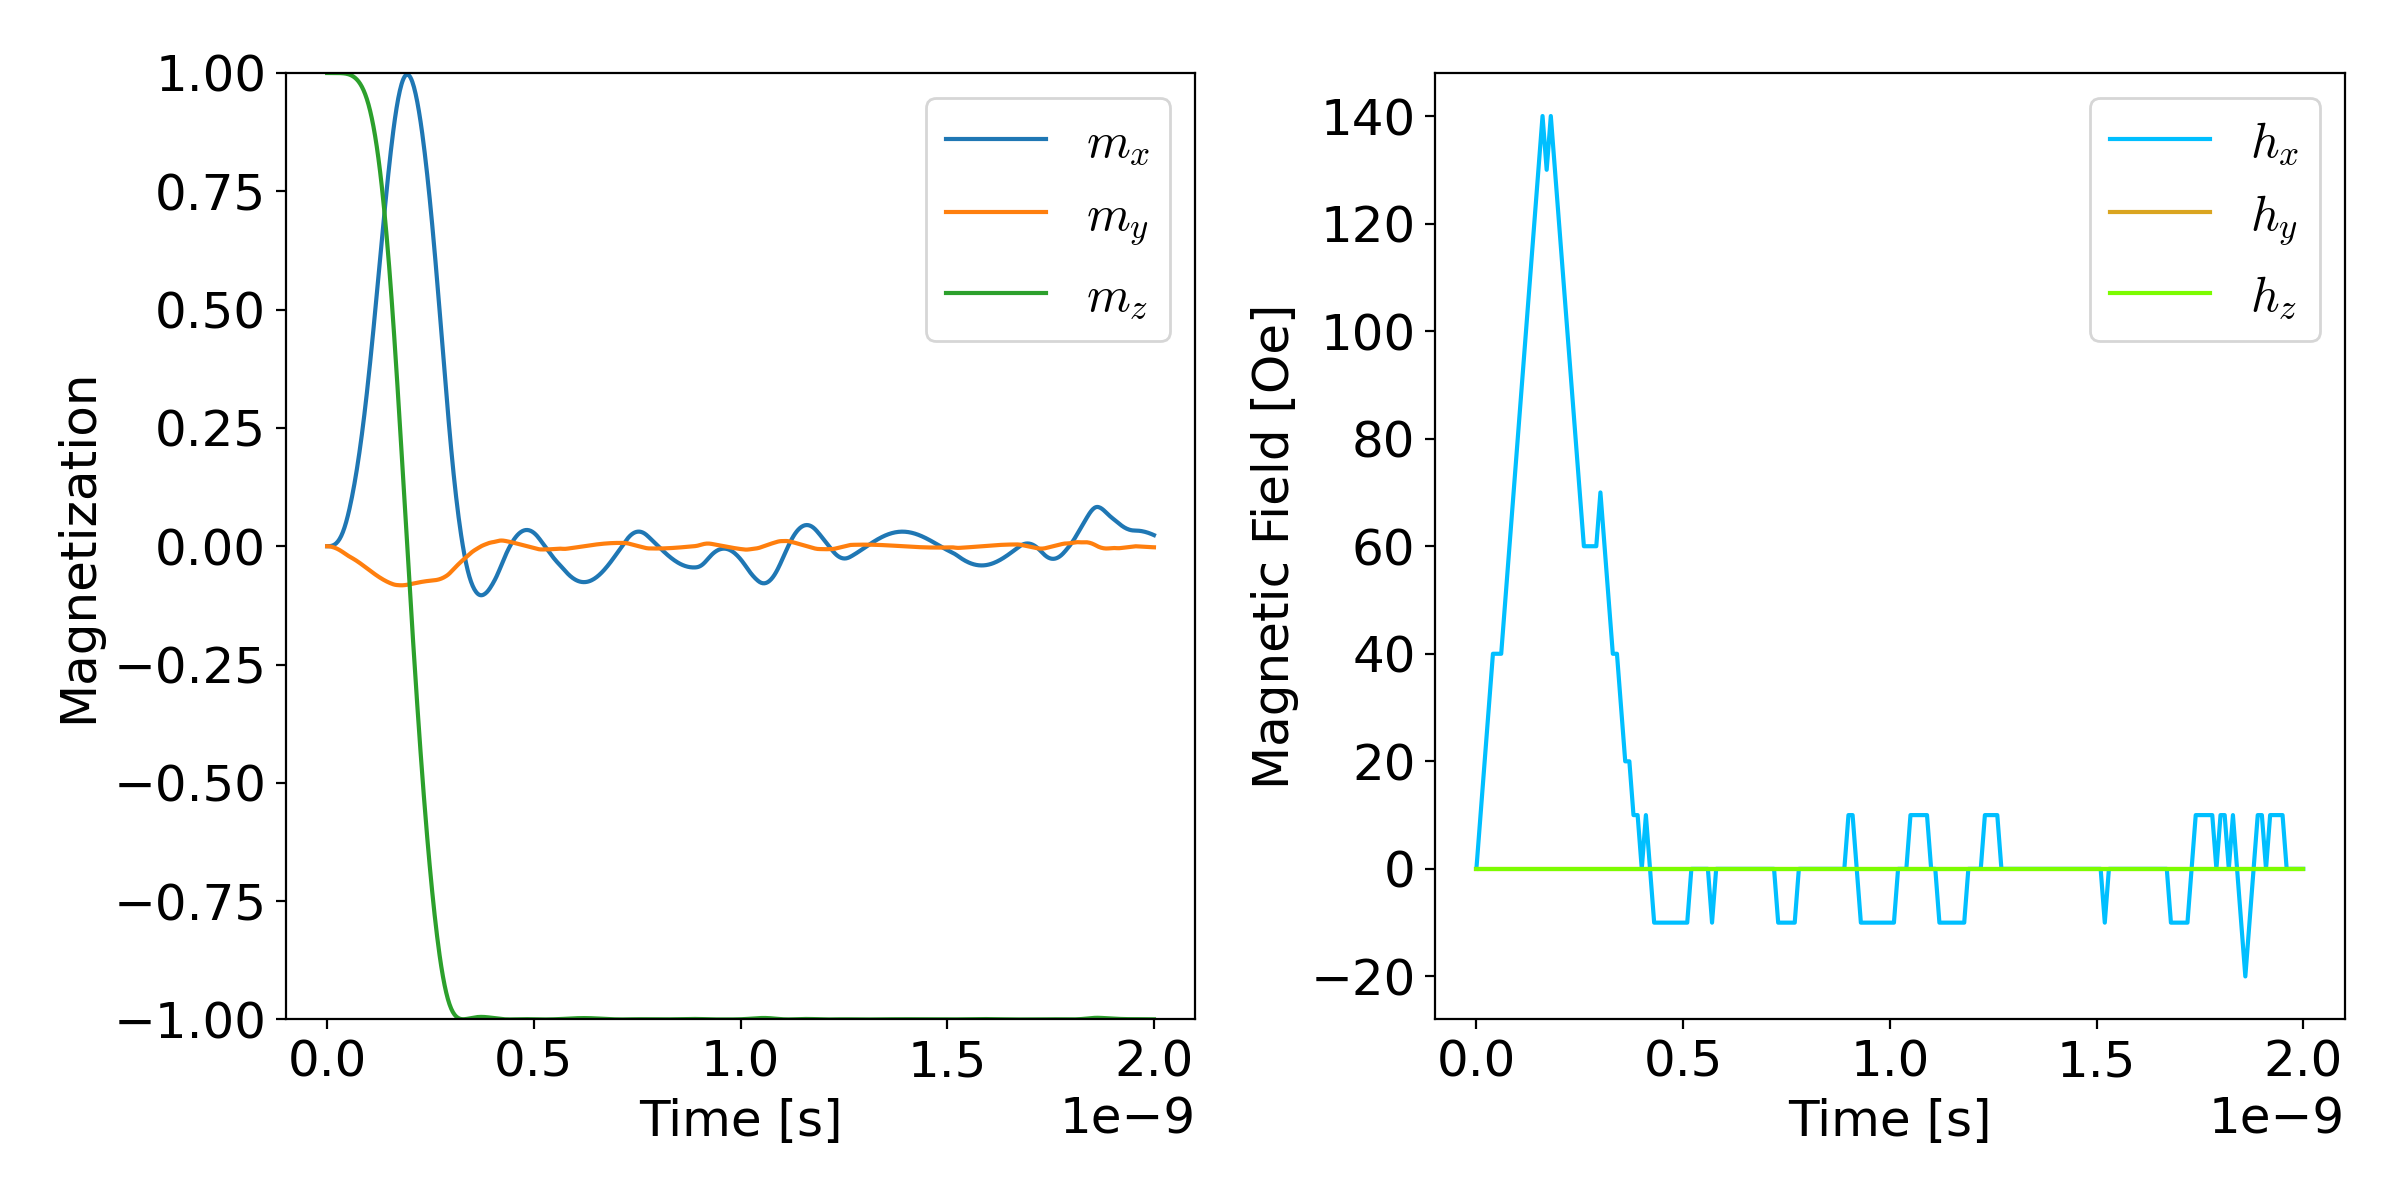 Magnetization
1.00
0.75
0.50
0.25
0.00
−0.25
−0.50
−0.75
−1.00
0.0 0.5 1.0 1.5 2.0
Time [s]
1e−9
m_x
m_y
m_z
Magnetic Field [Oe]
140
120
100
80
60
40
20
0
−20
0.0 0.5 1.0 1.5 2.0
Time [s]
1e−9
h_x
h_y
h_z